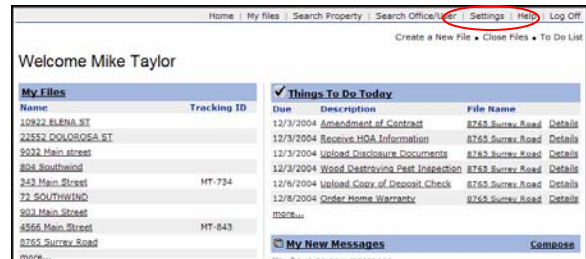 Home | My files | Search Property | Search Office/User | Settings | Help | Log Off
Create a New File • Close Files • To Do List
Welcome Mike Taylor
My Files
Name Tracking ID
10922 ELENA ST
22552 DOLOROSA ST
9032 Main street
804 Southwind
343 Main Street MT-734
72 SOUTHWIND
903 Main Street
4566 Main Street MT-843
8765 Surrey Road
more...
Things To Do Today
Due Description File Name
12/3/2004 Amendment of Contract 8765 Surrey Road Details
12/3/2004 Receive HOA Information 8765 Surrey Road Details
12/3/2004 Upload Disclosure Documents 8765 Surrey Road Details
12/3/2004 Wood Destroying Pest Inspection 8765 Surrey Road Details
12/6/2004 Upload Copy of Deposit Check 8765 Surrey Road Details
12/8/2004 Order Home Warranty 8765 Surrey Road Details
more...
My New Messages Compose